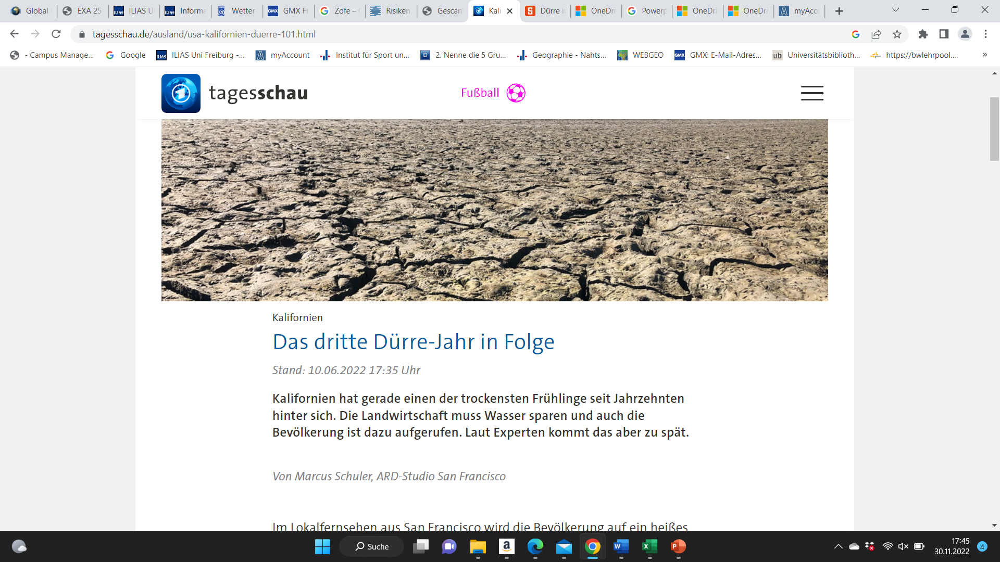 Global
EXA 25
ILIAS U
Informa
Wetter
GMX Fr
Zofe –
Risiken
Gescan
Kali
Dürre i
OneDri
Powerp
OneDri
OneDri
myAcc
tagesschau.de/ausland/usa-kalifornien-duerre-101.html
- Campus Manage...
Google
ILIAS Uni Freiburg -...
myAccount
Institut für Sport un...
2. Nenne die 5 Gru...
Geographie - Nahts...
WEBGEO
GMX: E-Mail-Adres...
Universitätsbiblioth...
https://bwlehrpool....
»
tagesschau
Fußball
Kalifornien
Das dritte Dürre-Jahr in Folge
Stand: 10.06.2022 17:35 Uhr
Kalifornien hat gerade einen der trockensten Frühlinge seit Jahrzehnten
hinter sich. Die Landwirtschaft muss Wasser sparen und auch die
Bevölkerung ist dazu aufgerufen. Laut Experten kommt das aber zu spät.
Von Marcus Schuler, ARD-Studio San Francisco
Im Lokalfernsehen aus San Francisco wird die Bevölkerung auf ein heißes
Suche
17:45
30.11.2022
4